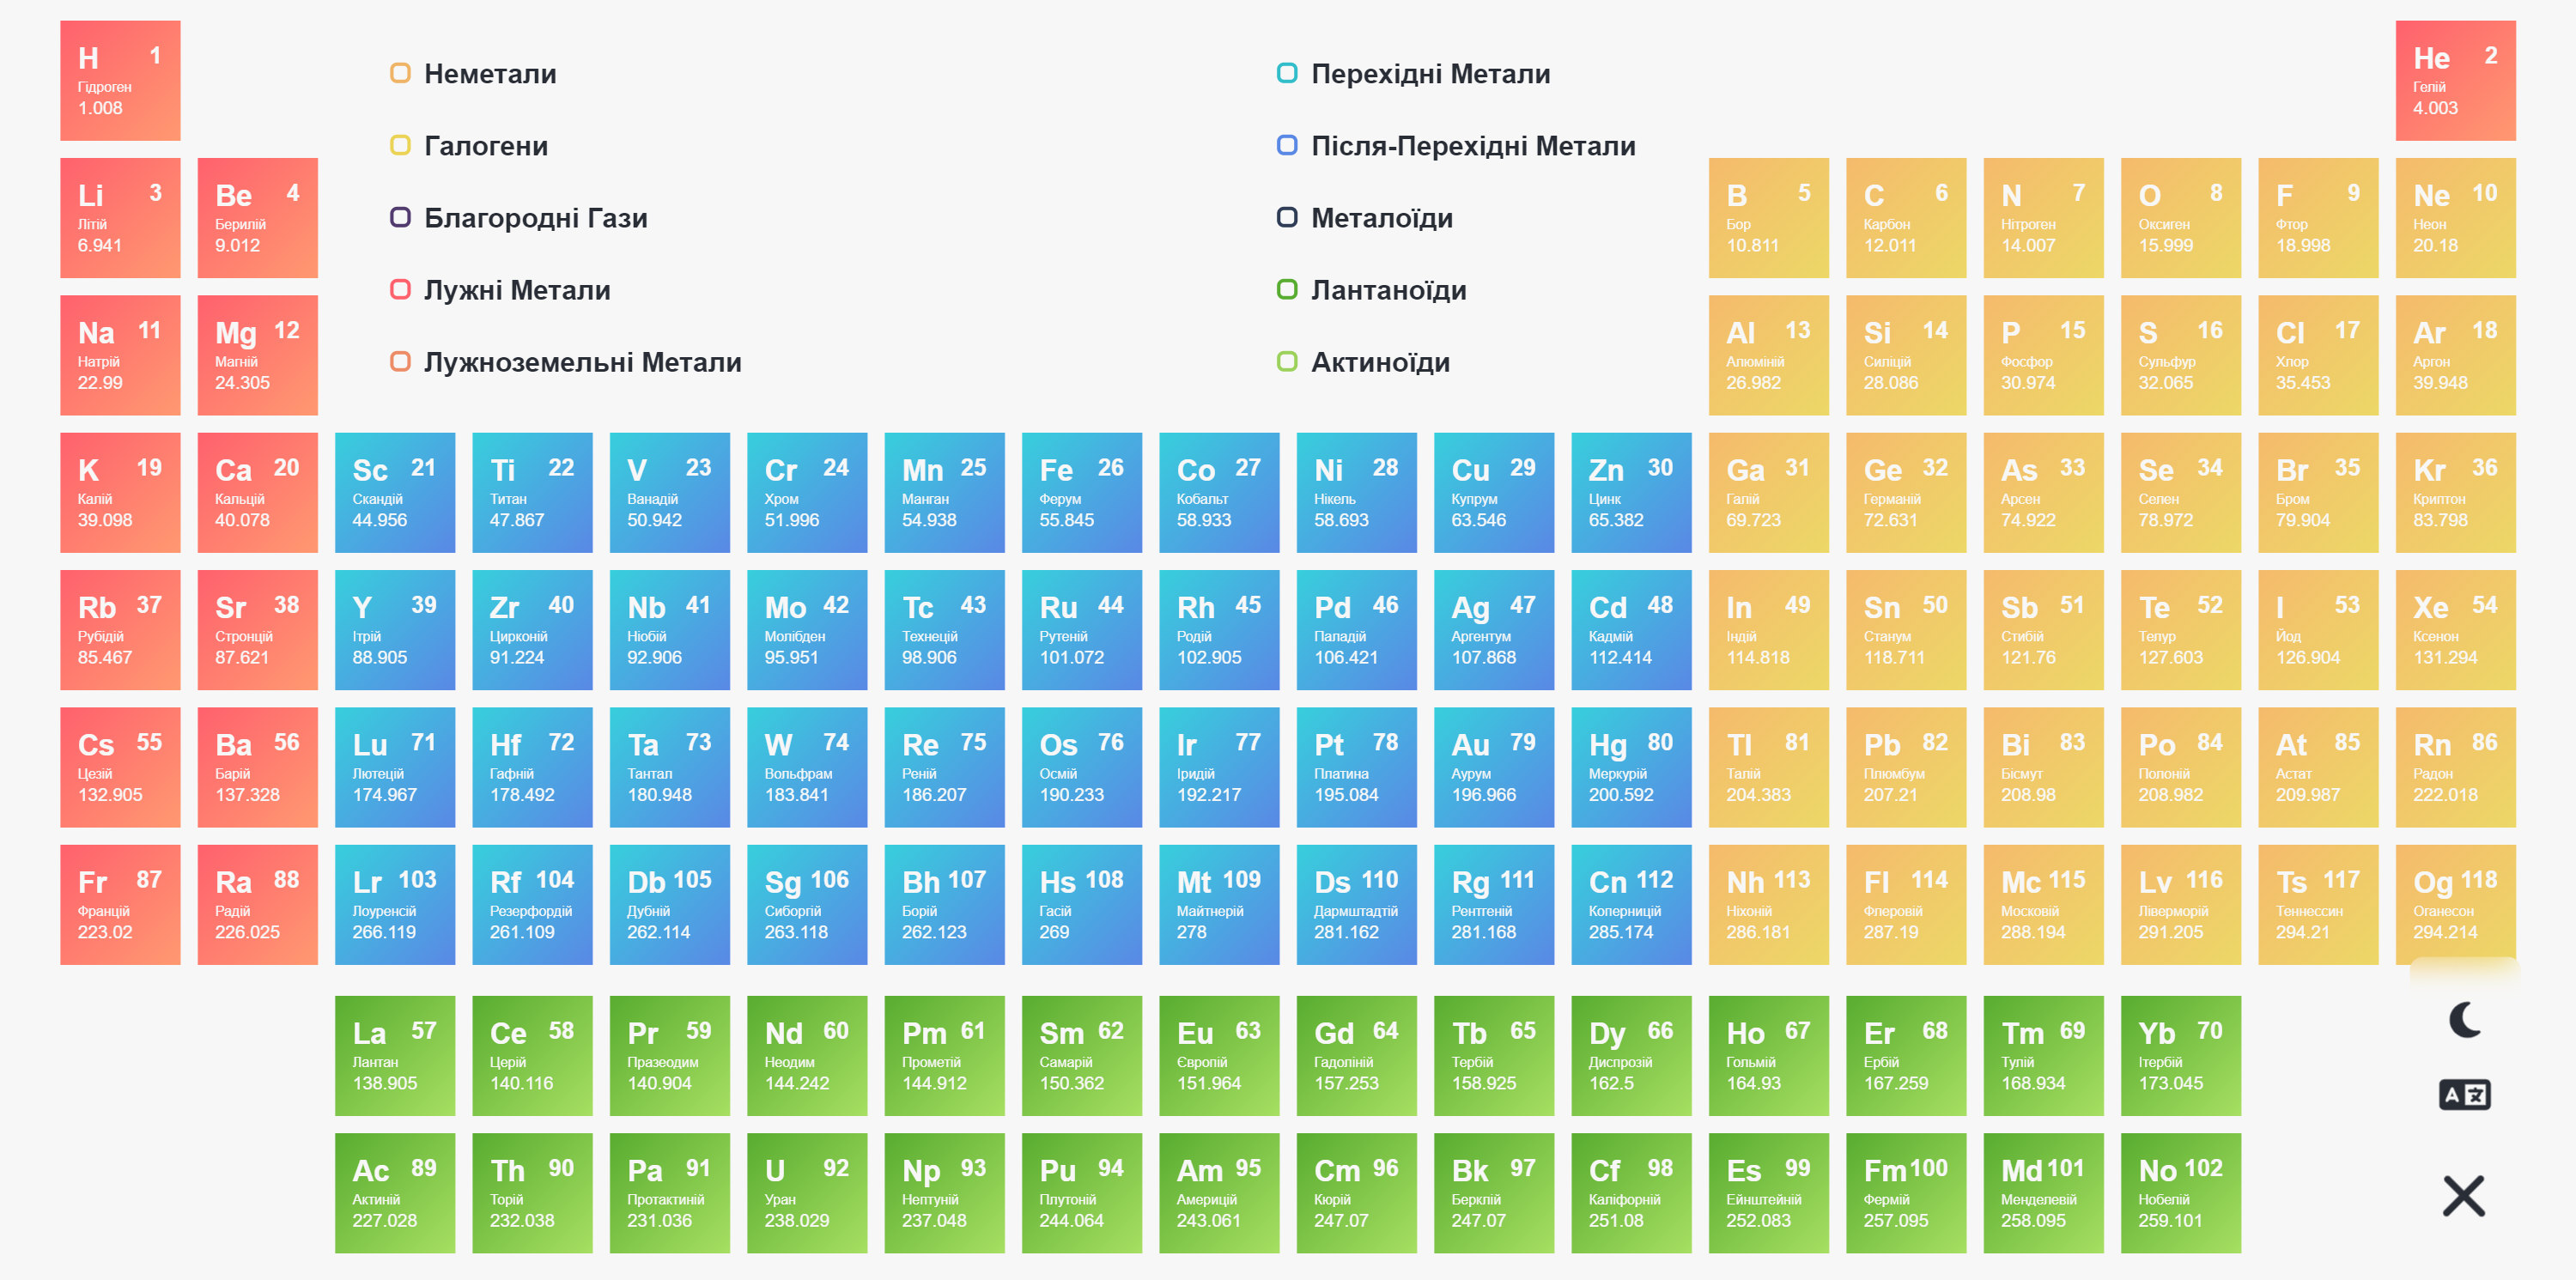 H 1
Гідроген
1.008
He 2
Гелій
4.003
Неметали
Галогени
Благородні Гази
Лужні Метали
Лужноземельні Метали
Перехідні Метали
Після-Перехідні Метали
Металоїди
Лантаноїди
Актиноїди
Li 3
Літій
6.941
Be 4
Берилій
9.012
B 5
Бор
10.811
C 6
Карбон
12.011
N 7
Нітроген
14.007
O 8
Оксиген
15.999
F 9
Фтор
18.998
Ne 10
Неон
20.18
Na 11
Натрій
22.99
Mg 12
Магній
24.305
Al 13
Алюміній
26.982
Si 14
Силіцій
28.086
P 15
Фосфор
30.974
S 16
Сульфур
32.065
Cl 17
Хлор
35.453
Ar 18
Аргон
39.948
K 19
Калій
39.098
Ca 20
Кальцій
40.078
Sc 21
Скандій
44.956
Ti 22
Титан
47.867
V 23
Ванадій
50.942
Cr 24
Хром
51.996
Mn 25
Манган
54.938
Fe 26
Ферум
55.845
Co 27
Кобальт
58.933
Ni 28
Нікель
58.693
Cu 29
Купрум
63.546
Zn 30
Цинк
65.382
Ga 31
Галій
69.723
Ge 32
Германій
72.631
As 33
Арсен
74.922
Se 34
Селен
78.972
Br 35
Бром
79.904
Kr 36
Криптон
83.798
Rb 37
Рубідій
85.467
Sr 38
Стронцій
87.621
Y 39
Ітрій
88.905
Zr 40
Цирконій
91.224
Nb 41
Ніобій
92.906
Mo 42
Молібден
95.951
Tc 43
Технецій
98.906
Ru 44
Рутеній
101.072
Rh 45
Родій
102.905
Pd 46
Паладій
106.421
Ag 47
Аргентум
107.868
Cd 48
Кадмій
112.414
In 49
Індій
114.818
Sn 50
Станум
118.711
Sb 51
Стибій
121.76
Te 52
Телур
127.603
I 53
Йод
126.904
Xe 54
Ксенон
131.294
Cs 55
Цезій
132.905
Ba 56
Барій
137.328
Lu 71
Лютецій
174.967
Hf 72
Гафній
178.492
Ta 73
Тантал
180.948
W 74
Вольфрам
183.841
Re 75
Реній
186.207
Os 76
Осмій
190.233
Ir 77
Іридій
192.217
Pt 78
Платина
195.084
Au 79
Аурум
196.966
Hg 80
Меркурій
200.592
Tl 81
Талій
204.383
Pb 82
Плюмбум
207.21
Bi 83
Бісмут
208.98
Po 84
Полоній
208.982
At 85
Астат
209.987
Rn 86
Радон
222.018
Fr 87
Францій
223.02
Ra 88
Радій
226.025
Lr 103
Лоуренсій
266.119
Rf 104
Резерфордій
261.109
Db 105
Дубній
262.114
Sg 106
Сиборгій
263.118
Bh 107
Борій
262.123
Hs 108
Гасій
269
Mt 109
Майтнерій
278
Ds 110
Дармштадтій
281.162
Rg 111
Рентгеній
281.168
Cn 112
Коперницій
285.174
Nh 113
Ніхоній
286.181
Fl 114
Флеровій
287.19
Mc 115
Московій
288.194
Lv 116
Ліверморій
291.205
Ts 117
Теннессин
294.21
Og 118
Оганесон
294.214
La 57
Лантан
138.905
Ce 58
Церій
140.116
Pr 59
Празеодим
140.904
Nd 60
Неодим
144.242
Pm 61
Прометій
144.912
Sm 62
Самарій
150.362
Eu 63
Європій
151.964
Gd 64
Гадоліній
157.253
Tb 65
Тербій
158.925
Dy 66
Диспрозій
162.5
Ho 67
Гольмій
164.93
Er 68
Ербій
167.259
Tm 69
Тулій
168.934
Yb 70
Ітербій
173.045
A 文
Ac 89
Актиній
227.028
Th 90
Торій
232.038
Pa 91
Протактиній
231.036
U 92
Уран
238.029
Np 93
Нептуній
237.048
Pu 94
Плутоній
244.064
Am 95
Америцій
243.061
Cm 96
Кюрій
247.07
Bk 97
Берклій
247.07
Cf 98
Каліфорній
251.08
Es 99
Ейнштейній
252.083
Fm 100
Фермій
257.095
Md 101
Менделевій
258.095
No 102
Нобелій
259.101